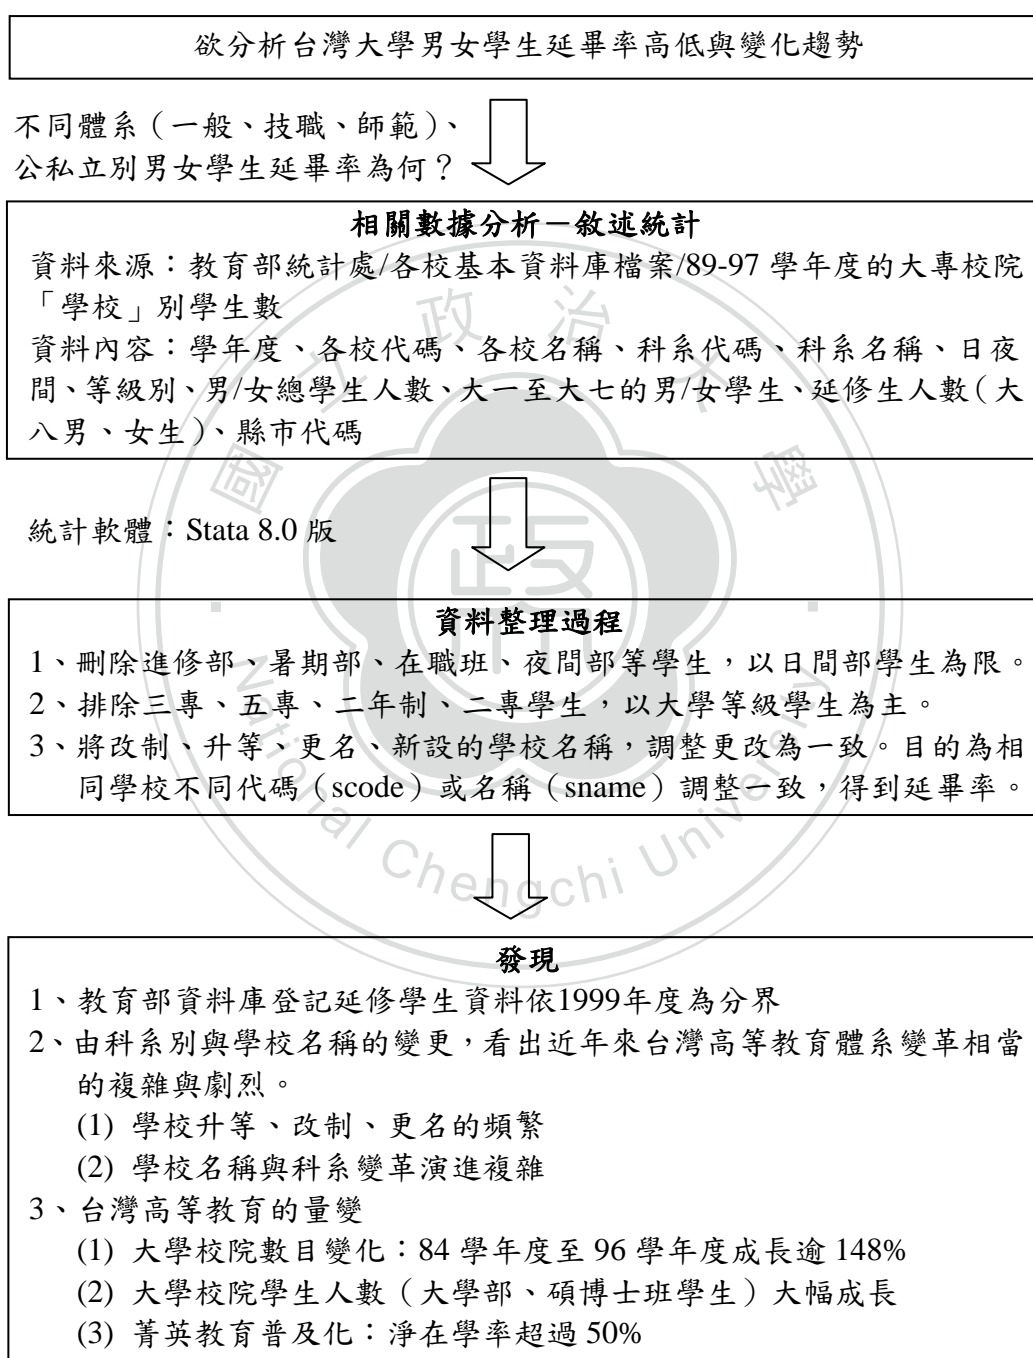 欲分析台灣大學男女學生延畢率高低與變化趨勢
不同體系（一般、技職、師範）、
公私立別男女學生延畢率為何？
相關數據分析－敘述統計
資料來源：教育部統計處/各校基本資料庫檔案/89-97 學年度的大專校院
「學校」別學生數
資料內容：學年度、各校代碼、各校名稱、科系代碼、科系名稱、日夜
間、等級別、男/女總學生人數、大一至大七的男/女學生、延修生人數（大
八男、女生）、縣市代碼
統計軟體：Stata 8.0 版
資料整理過程
1、刪除進修部、暑期部、在職班、夜間部等學生，以日間部學生為限。
2、排除三專、五專、二年制、二專學生，以大學等級學生為主。
3、將改制、升等、更名、新設的學校名稱，調整更改為一致。目的為相
同學校不同代碼（scode）或名稱（sname）調整一致，得到延畢率。
發現
1、教育部資料庫登記延修學生資料依1999年度為分界
2、由科系別與學校名稱的變更，看出近年來台灣高等教育體系變革相當
的複雜與劇烈。
(1) 學校升等、改制、更名的頻繁
(2) 學校名稱與科系變革演進複雜
3、台灣高等教育的量變
(1) 大學校院數目變化：84 學年度至 96 學年度成長逾 148%
(2) 大學校院學生人數（大學部、碩博士班學生）大幅成長
(3) 菁英教育普及化：淨在學率超過 50%
國立政治大學
政
National Chengchi University